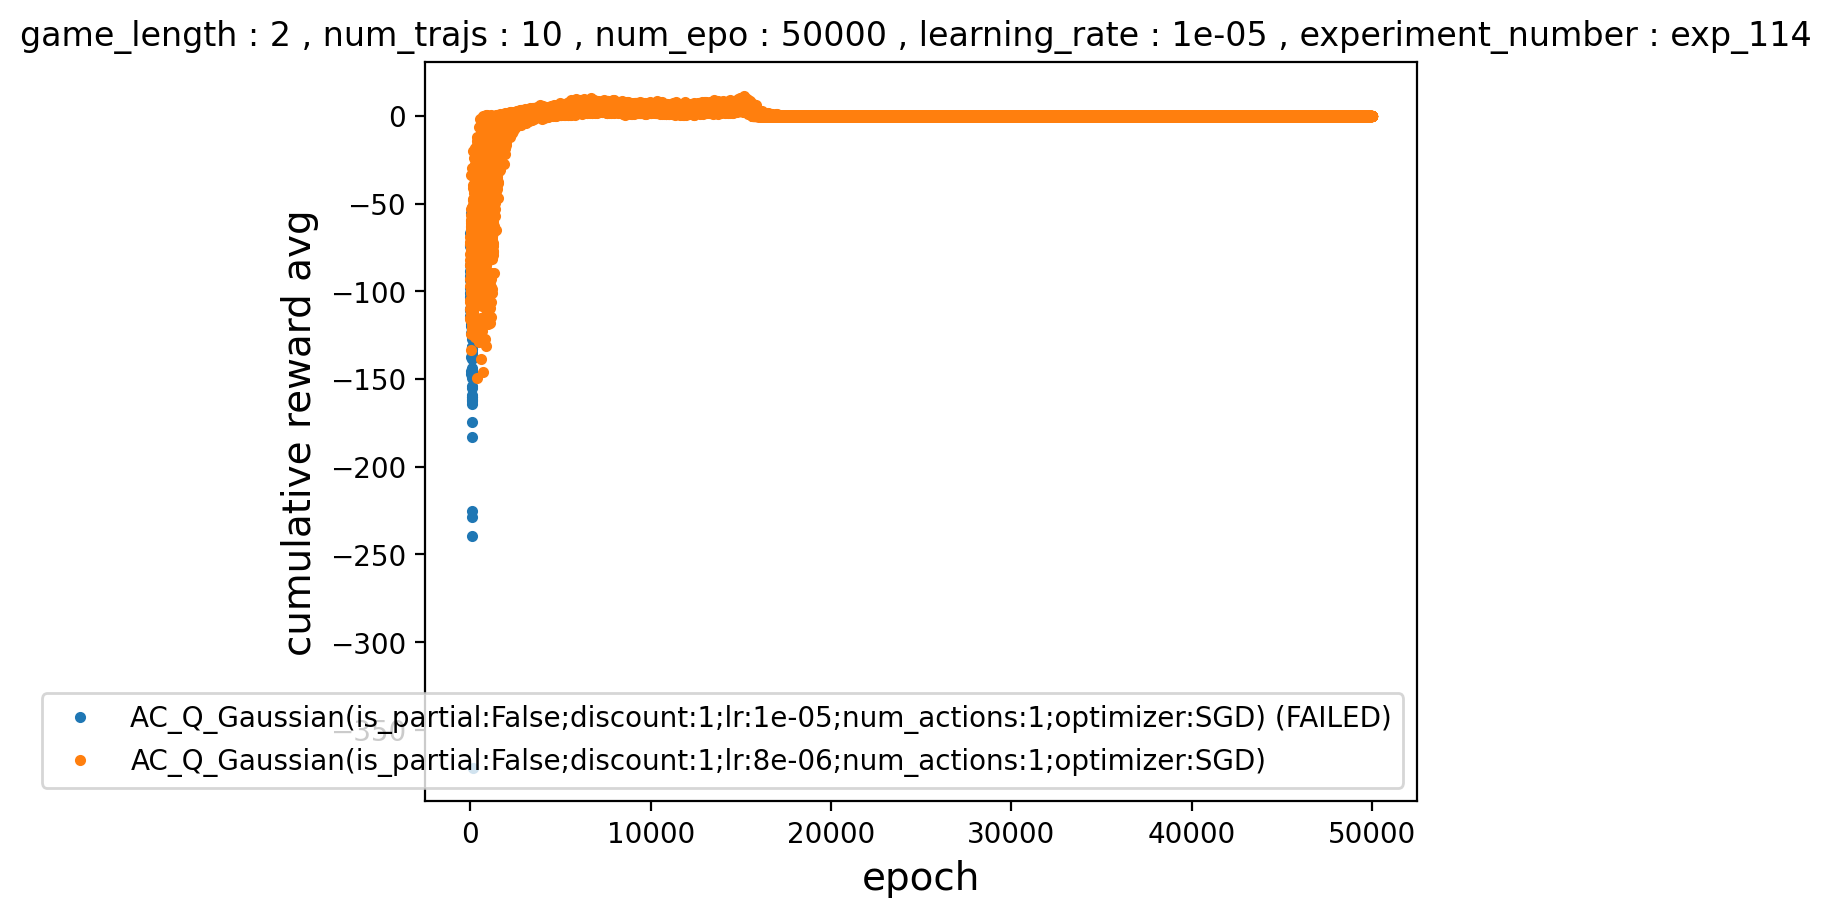 game_length : 2 , num_trajs : 10 , num_epo : 50000 , learning_rate : 1e-05 , experiment_number : exp_114
0
−50
−100
−150
−200
−250
−300
−350
cumulative reward avg
AC_Q_Gaussian(is_partial:False;discount:1;lr:1e-05;num_actions:1;optimizer:SGD) (FAILED)
AC_Q_Gaussian(is_partial:False;discount:1;lr:8e-06;num_actions:1;optimizer:SGD)
0 10000 20000 30000 40000 50000
epoch